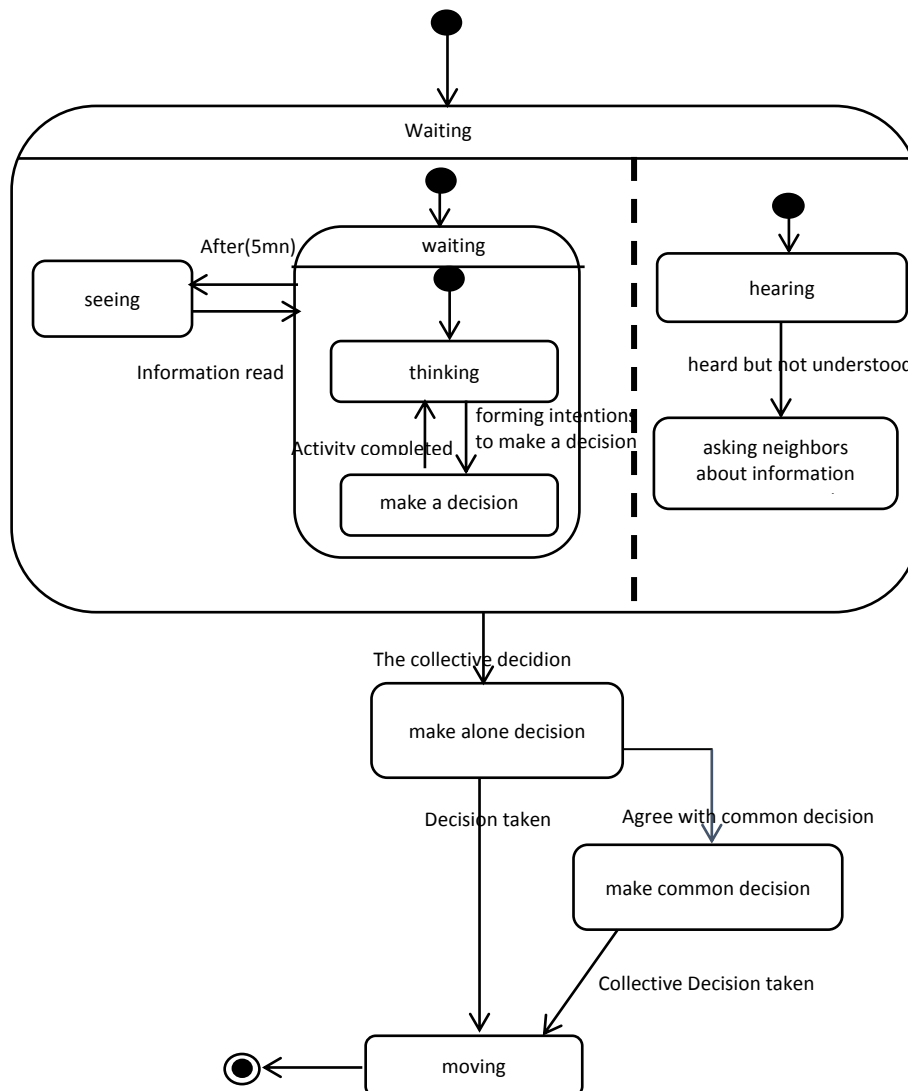 Waiting
waiting
After(5mn)
seeing
hearing
Information read
thinking
heard but not understood
forming intentions
to make a decision
Activity completed
make a decision
asking neighbors
about information
The collective decidion
make alone decision
Decision taken
Agree with common decision
make common decision
Collective Decision taken
moving